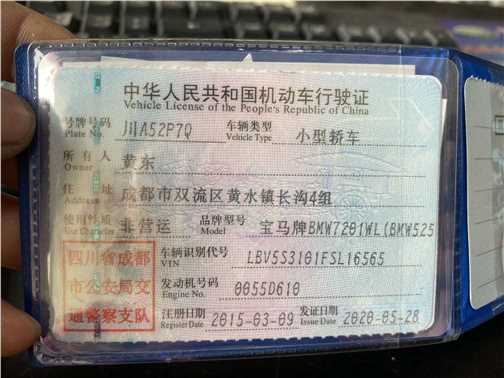 中华人民共和国机动车行驶证
Vehicle License of the People's Republic of China
号牌号码 川A52P7Q 车辆类型 小型轿车
Plate No. Vehicle Type
所有人 黄东
Owner
住址 成都市双流区黄水镇长沟4组
Address
使用性质 非营运 品牌型号 宝马牌BMW7201WL(BMW525
Use Character Model
四川省成都
市公安局交
通警察支队
车辆识别代号 LBV5S3101FSL16565
VIN
发动机号码 0055D610
Engine No.
注册日期 2015-03-09 发证日期 2020-05-28
Register Date Issue Date